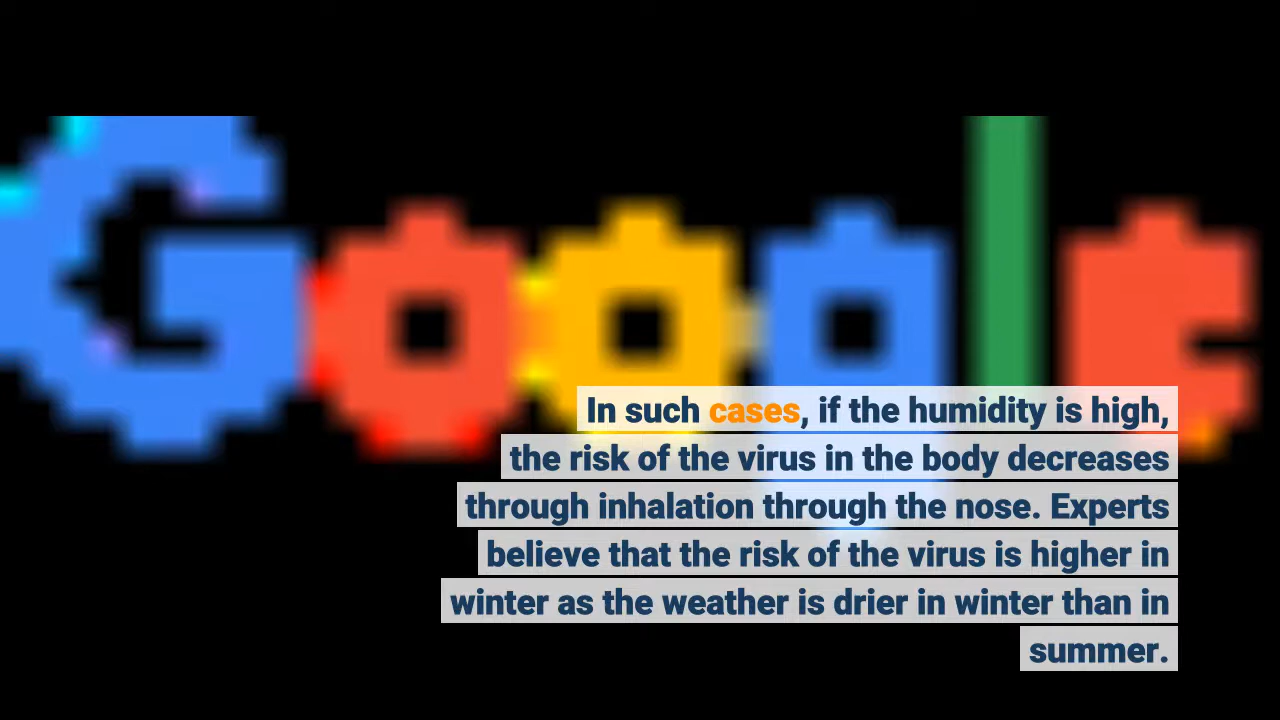 Google
In such cases, if the humidity is high,
the risk of the virus in the body decreases
through inhalation through the nose. Experts
believe that the risk of the virus is higher in
winter as the weather is drier in winter than in
summer.